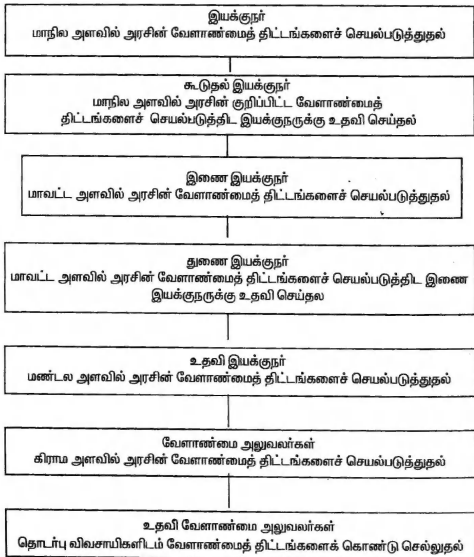 இயக்குநர்
மாநில அளவில் அரசின் வேளாண்மைத் திட்டங்களைச் செயல்படுத்துதல்
கூடுதல் இயக்குநர்
மாநில அளவில் அரசின் குறிப்பிட்ட வேளாண்மைத்
திட்டங்களைச் செயல்படுத்திட இயக்குநருக்கு உதவி செய்தல்
இணை இயக்குநர்
மாவட்ட அளவில் அரசின் வேளாண்மைத் திட்டங்களைச் செயல்படுத்துதல்
துணை இயக்குநர்
மாவட்ட அளவில் அரசின் வேளாண்மைத் திட்டங்களைச் செயல்படுத்திட இணை
இயக்குநருக்கு உதவி செய்தல
உதவி இயக்குநர்
மண்டல அளவில் அரசின் வேளாண்மைத் திட்டங்களைச் செயல்படுத்துதல்
வேளாண்மை அலுவலர்கள்
கிராம அளவில் அரசின் வேளாண்மைத் திட்டங்களைச் செயல்படுத்துதல்
உதவி வேளாண்மை அலுவலர்கள்
தொடர்பு விவசாயிகளிடம் வேளாண்மைத் திட்டங்களைக் கொண்டு செல்லுதல்